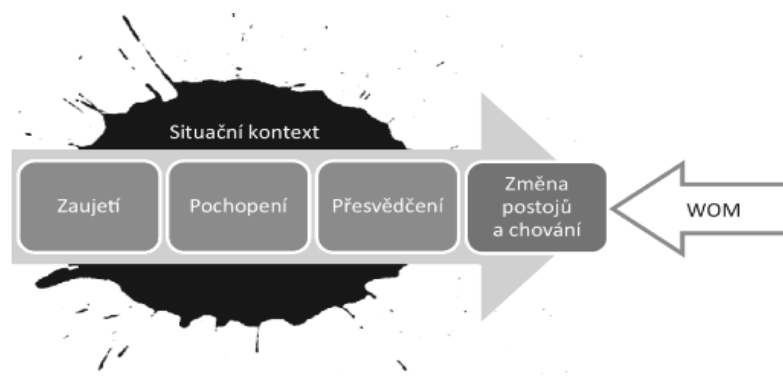 Situační kontext
Zaujetí
Pochopení
Přesvědčení
Změna
postojů
a chování
WOM